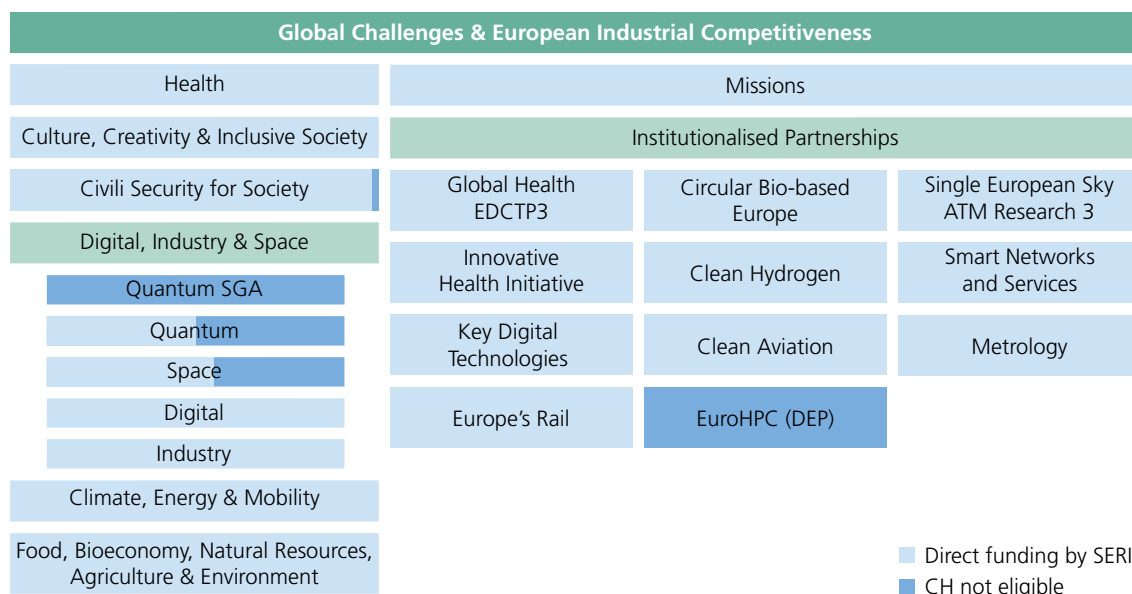 Global Challenges & European Industrial Competitiveness
Health
Culture, Creativity & Inclusive Society
Civili Security for Society
Digital, Industry & Space
Quantum SGA
Quantum
Space
Digital
Industry
Climate, Energy & Mobility
Food, Bioeconomy, Natural Resources,
Agriculture & Environment
Missions
Institutionalised Partnerships
Global Health
EDCTP3
Circular Bio-based
Europe
Single European Sky
ATM Research 3
Innovative
Health Initiative
Clean Hydrogen
Smart Networks
and Services
Key Digital
Technologies
Clean Aviation
Metrology
Europe’s Rail
EuroHPC (DEP)
Direct funding by SERI
CH not eligible